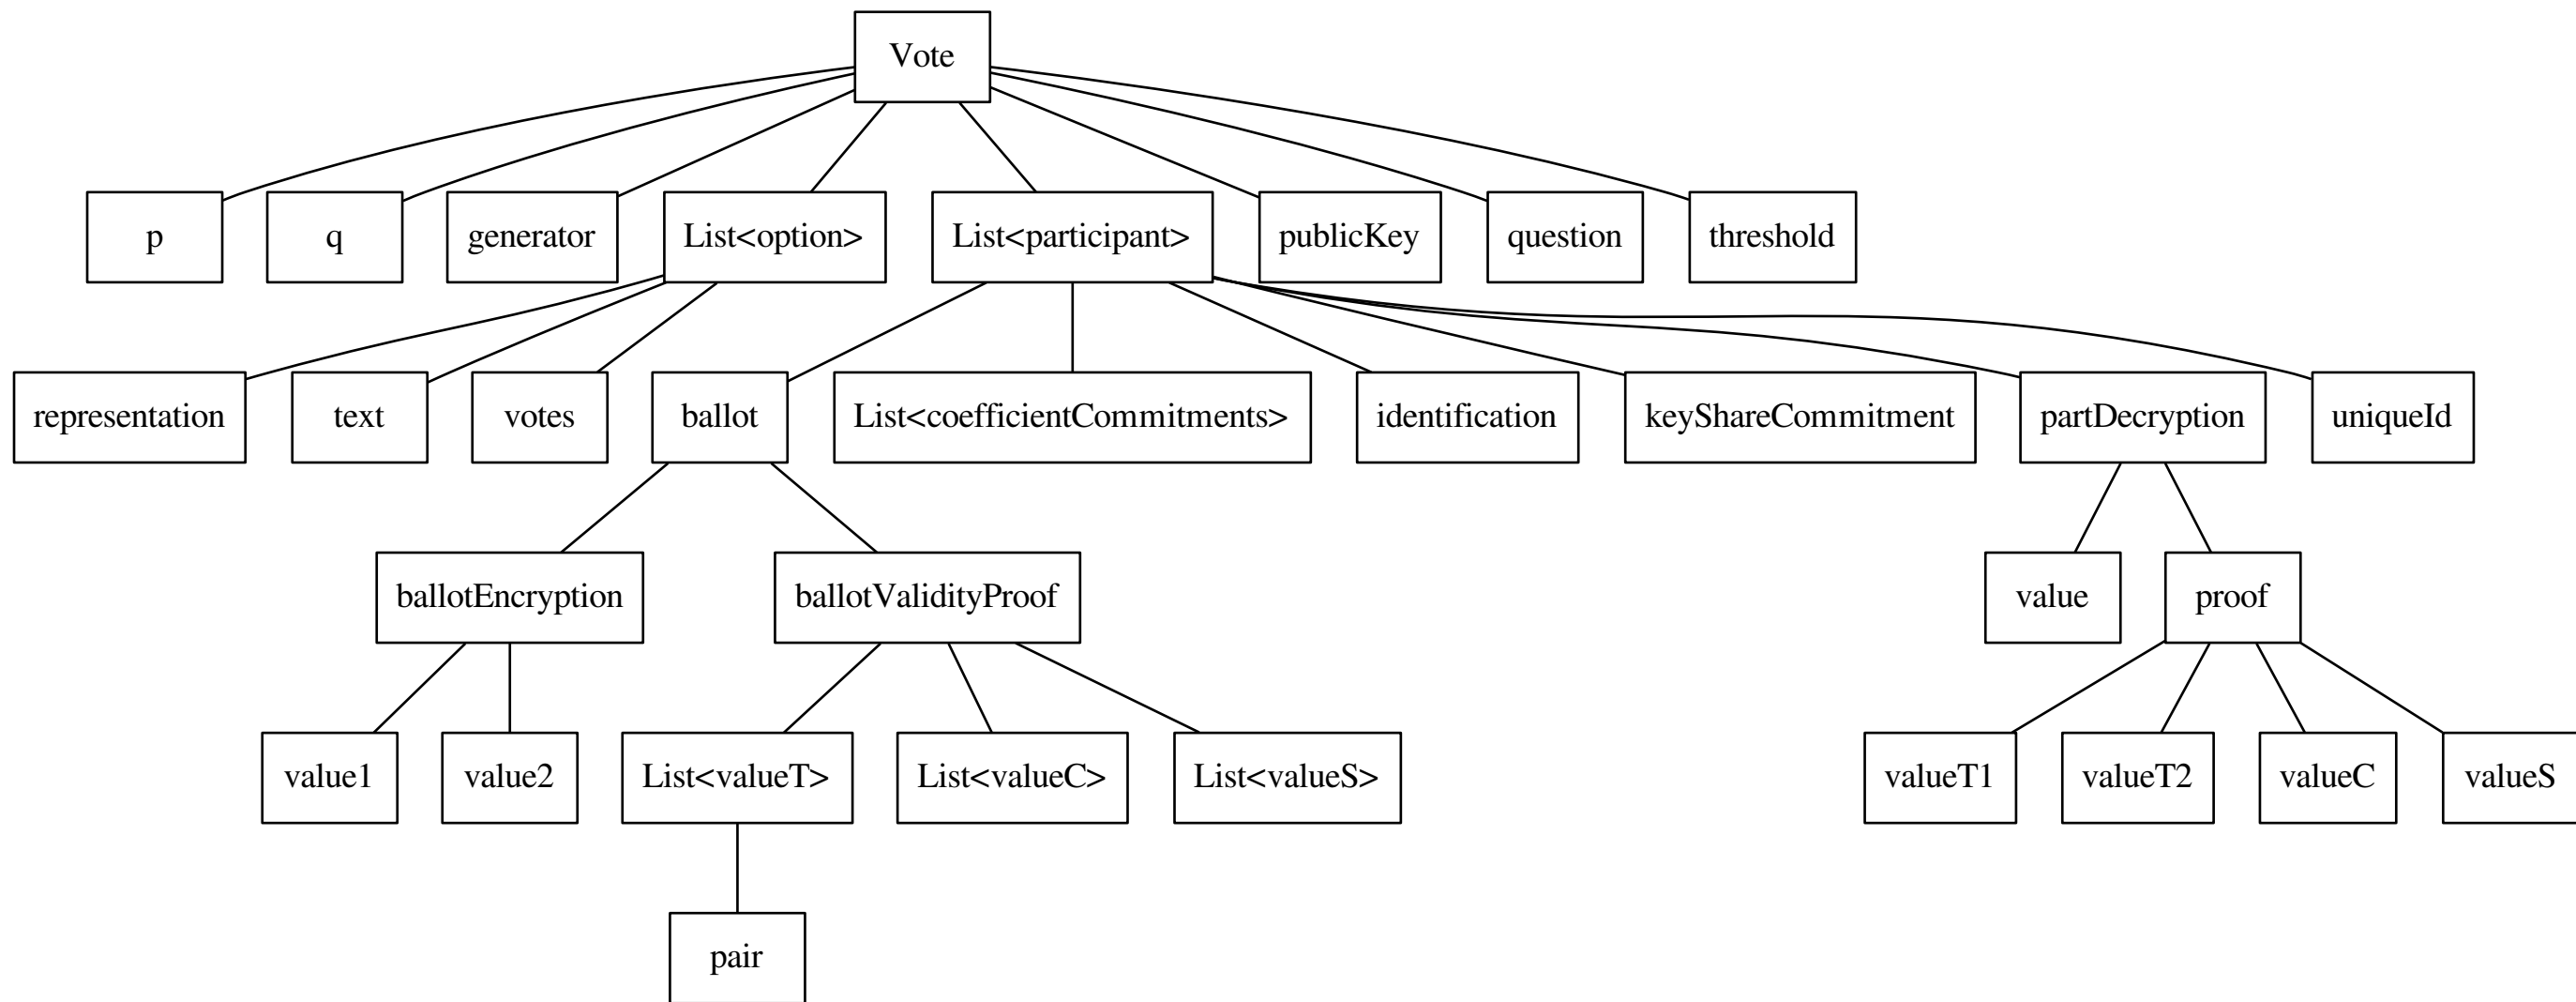 Vote
p
q
generator
List<option>
List<participant>
publicKey
question
threshold
representation
text
votes
ballot
List<coefficientCommitments>
identification
keyShareCommitment
partDecryption
uniqueId
ballotEncryption
ballotValidityProof
value
proof
value1
value2
List<valueT>
List<valueC>
List<valueS>
valueT1
valueT2
valueC
valueS
pair